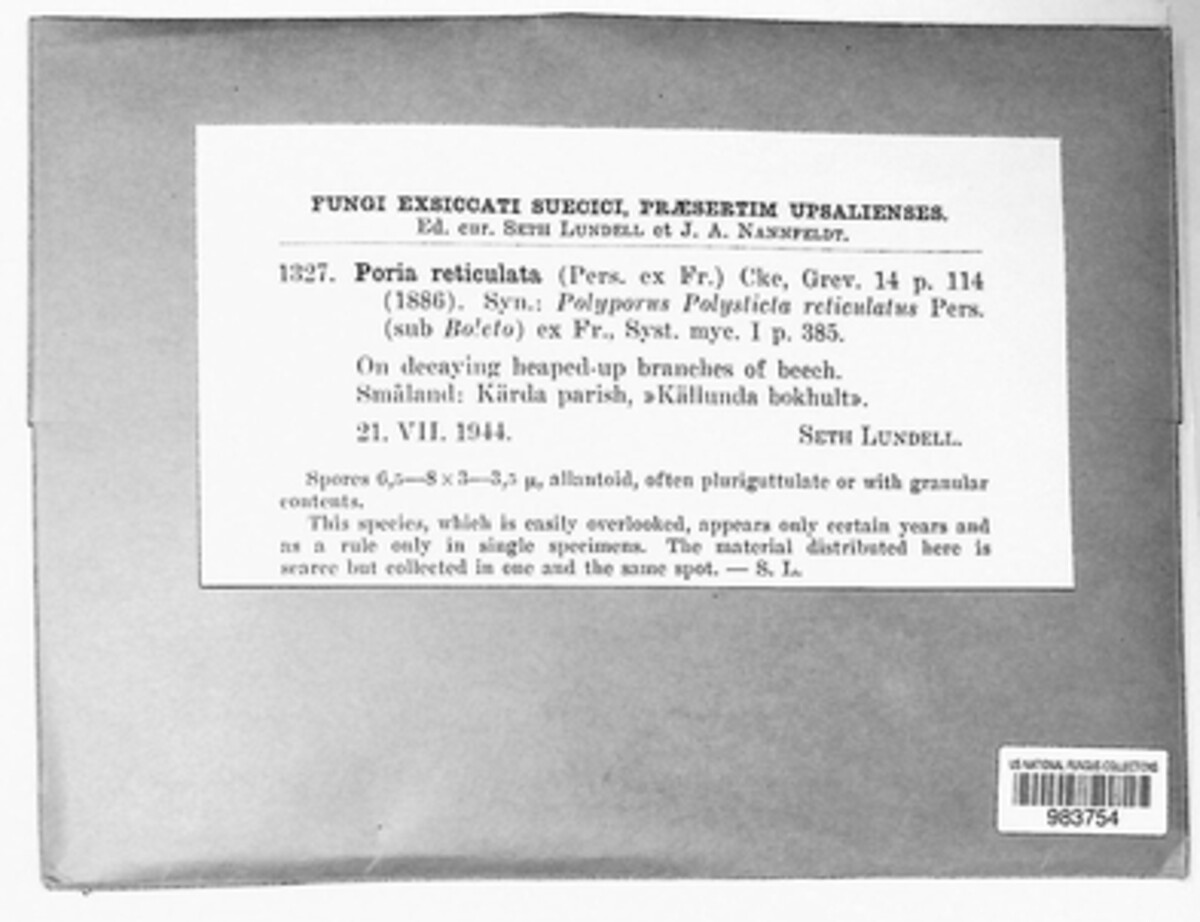 FUNGI EXSICCATI SUECICI, PRÆSERTIM UPSALIENSES.
Ed. cur. SETH LUNDELL et J. A. NANNFELDT.
1327. Poria reticulata (Pers. ex Fr.) Cke, Grev. 14 p. 114
(1886). Syn.: Polyporus Polysticta reticulatus Pers.
(sub Boleto) ex Fr., Syst. myc. I p. 385.
On decaying heaped-up branches of beech.
Småland: Kärda parish, »Källunda bokhult».
21. VII. 1944. SETH LUNDELL.
Spores 6,5—8 × 3—3,5 µ, allantoid, often pluriguttulate or with granular
contents.
This species, which is easily overlooked, appears only certain years and
as a rule only in single specimens. The material distributed here is
scarce but collected in one and the same spot. — S. L.
US NATIONAL FUNGUS COLLECTIONS
983754